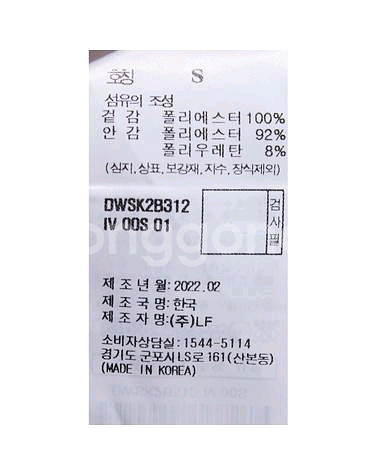 호칭 S
섬유의 조성
겉 감 폴리에스터 100%
안 감 폴리에스터 92%
폴리우레탄 8%
(심지, 상표, 보강재, 자수, 장식제외)
DWSK2B312
IV 00S 01
검사필
제 조 년 월: 2022.02
제 조 국 명: 한국
제 조 자 명: (주)LF
소비자상담실: 1544-5114
경기도 군포시 LS로 161(산본동)
(MADE IN KOREA)